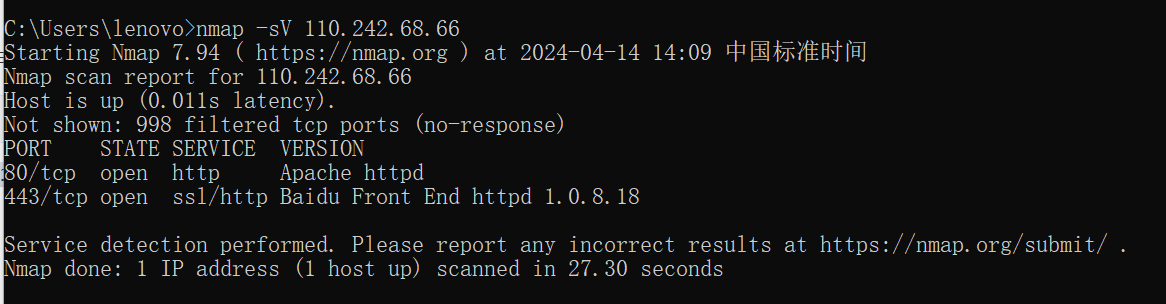 C:\Users\lenovo>nmap -sV 110.242.68.66
Starting Nmap 7.94 ( https://nmap.org ) at 2024-04-14 14:09 中国标准时间
Nmap scan report for 110.242.68.66
Host is up (0.011s latency).
Not shown: 998 filtered tcp ports (no-response)
PORT    STATE SERVICE  VERSION
80/tcp  open  http     Apache httpd
443/tcp open  ssl/http Baidu Front End httpd 1.0.8.18
Service detection performed. Please report any incorrect results at https://nmap.org/submit/ .
Nmap done: 1 IP address (1 host up) scanned in 27.30 seconds